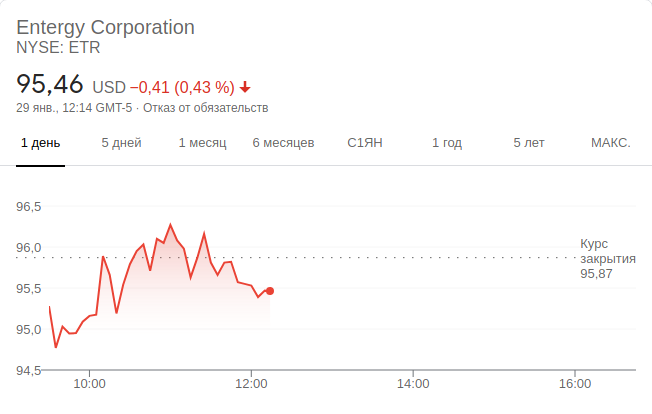 Entergy Corporation
NYSE: ETR
95,46 USD −0,41 (0,43 %)
29 янв., 12:14 GMT-5 · Отказ от обязательств
1 день 5 дней 1 месяц 6 месяцев С1ЯН 1 год 5 лет МАКС.
96,5
96,0
95,5
95,0
94,5
Курс
закрытия
95,87
10:00 12:00 14:00 16:00